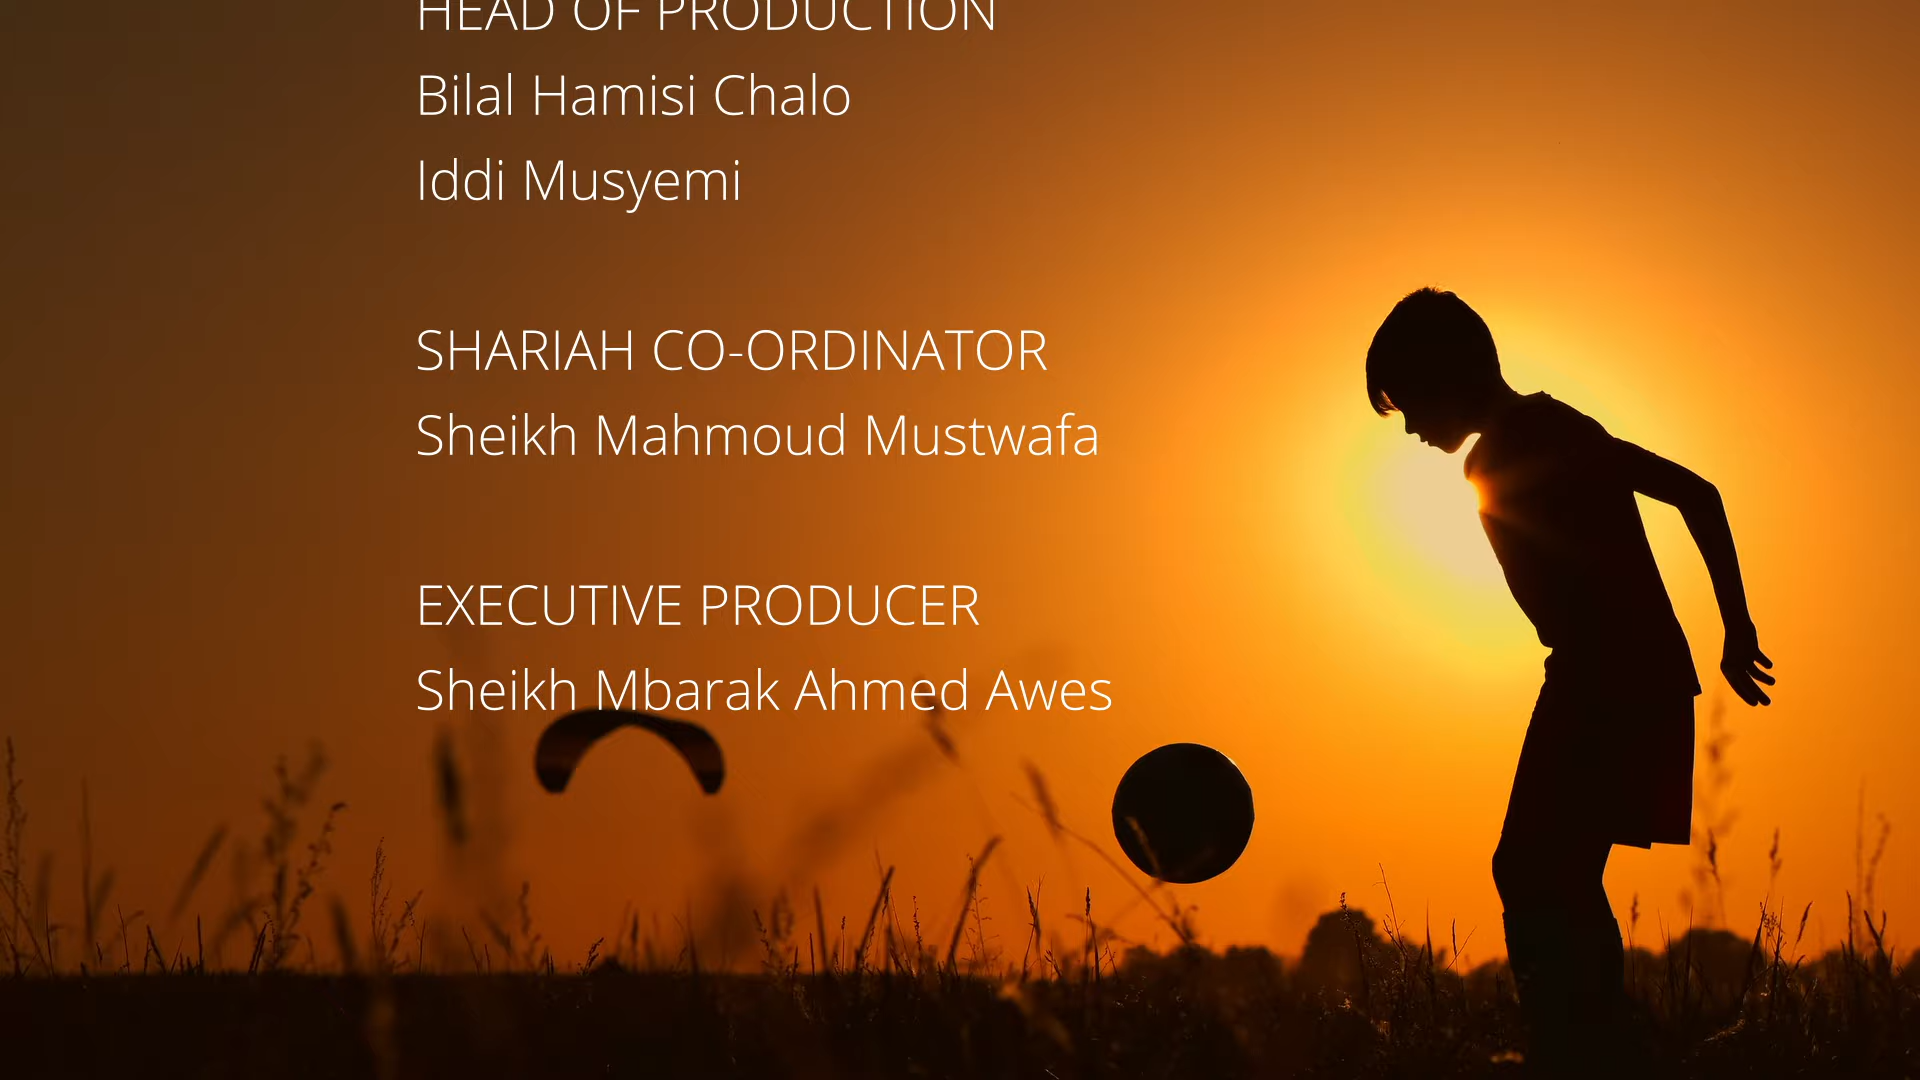 HEAD OF PRODUCTION
Bilal Hamisi Chalo
Iddi Musyemi
SHARIAH CO-ORDINATOR
Sheikh Mahmoud Mustwafa
EXECUTIVE PRODUCER
Sheikh Mbarak Ahmed Awes